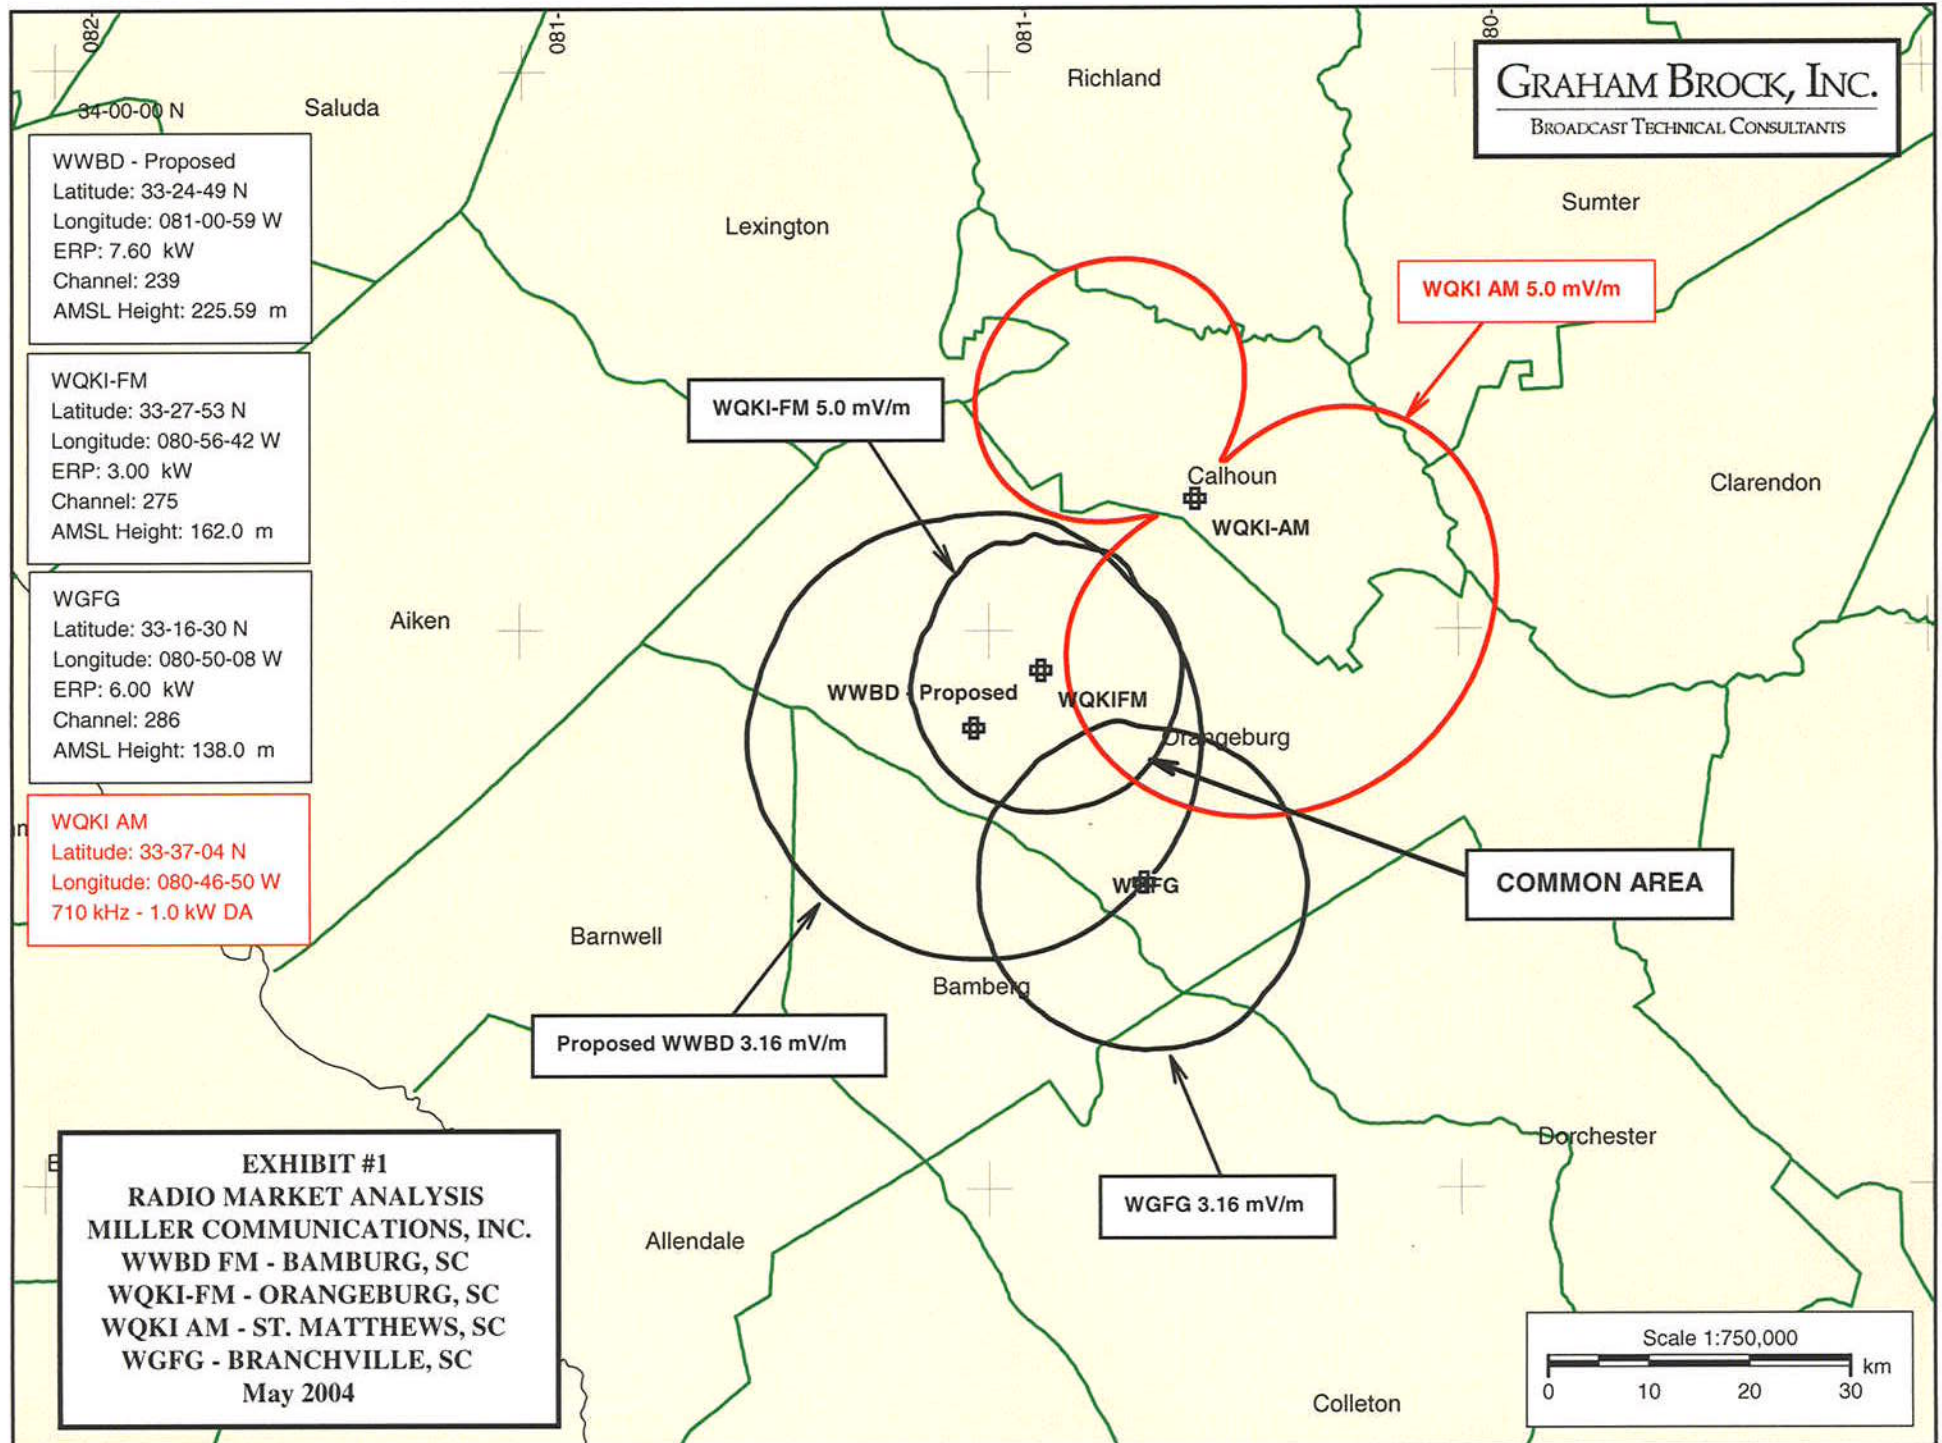 082-
081-
081-
80-
GRAHAM BROCK, INC.
BROADCAST TECHNICAL CONSULTANTS
34-00-00 N
Saluda
Richland
Lexington
Sumter
WWBD - Proposed
Latitude: 33-24-49 N
Longitude: 081-00-59 W
ERP: 7.60 kW
Channel: 239
AMSL Height: 225.59 m
WQKI-FM
Latitude: 33-27-53 N
Longitude: 080-56-42 W
ERP: 3.00 kW
Channel: 275
AMSL Height: 162.0 m
WGFG
Latitude: 33-16-30 N
Longitude: 080-50-08 W
ERP: 6.00 kW
Channel: 286
AMSL Height: 138.0 m
WQKI AM
Latitude: 33-37-04 N
Longitude: 080-46-50 W
710 kHz - 1.0 kW DA
WQKI AM 5.0 mV/m
WQKI-FM 5.0 mV/m
Calhoun
WQKI-AM
Clarendon
Aiken
WWBD - Proposed
WQKIFM
Orangeburg
COMMON AREA
WGFG
Barnwell
Bamberg
Proposed WWBD 3.16 mV/m
WGFG 3.16 mV/m
Dorchester
Allendale
Colleton
EXHIBIT #1
RADIO MARKET ANALYSIS
MILLER COMMUNICATIONS, INC.
WWBD FM - BAMBURG, SC
WQKI-FM - ORANGEBURG, SC
WQKI AM - ST. MATTHEWS, SC
WGFG - BRANCHVILLE, SC
May 2004
Scale 1:750,000
km
0 10 20 30